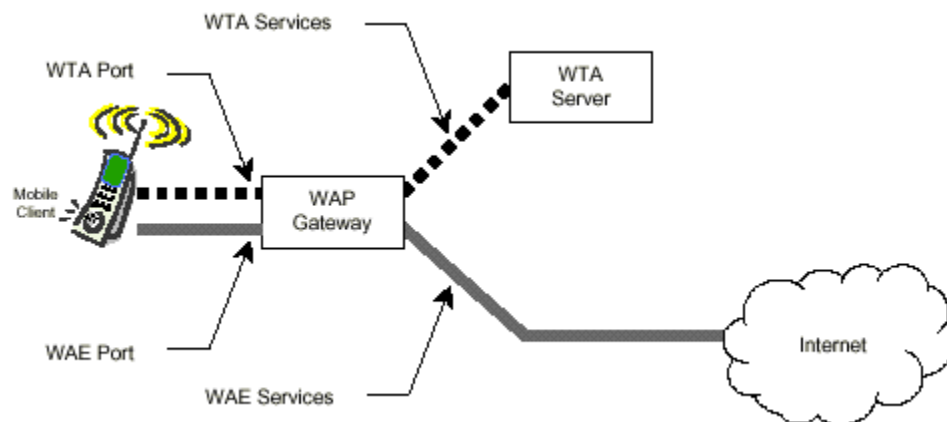 WTA Services
WTA Port
WTA
Server
Mobile
Client
WAP
Gateway
WAE Port
WAE Services
Internet